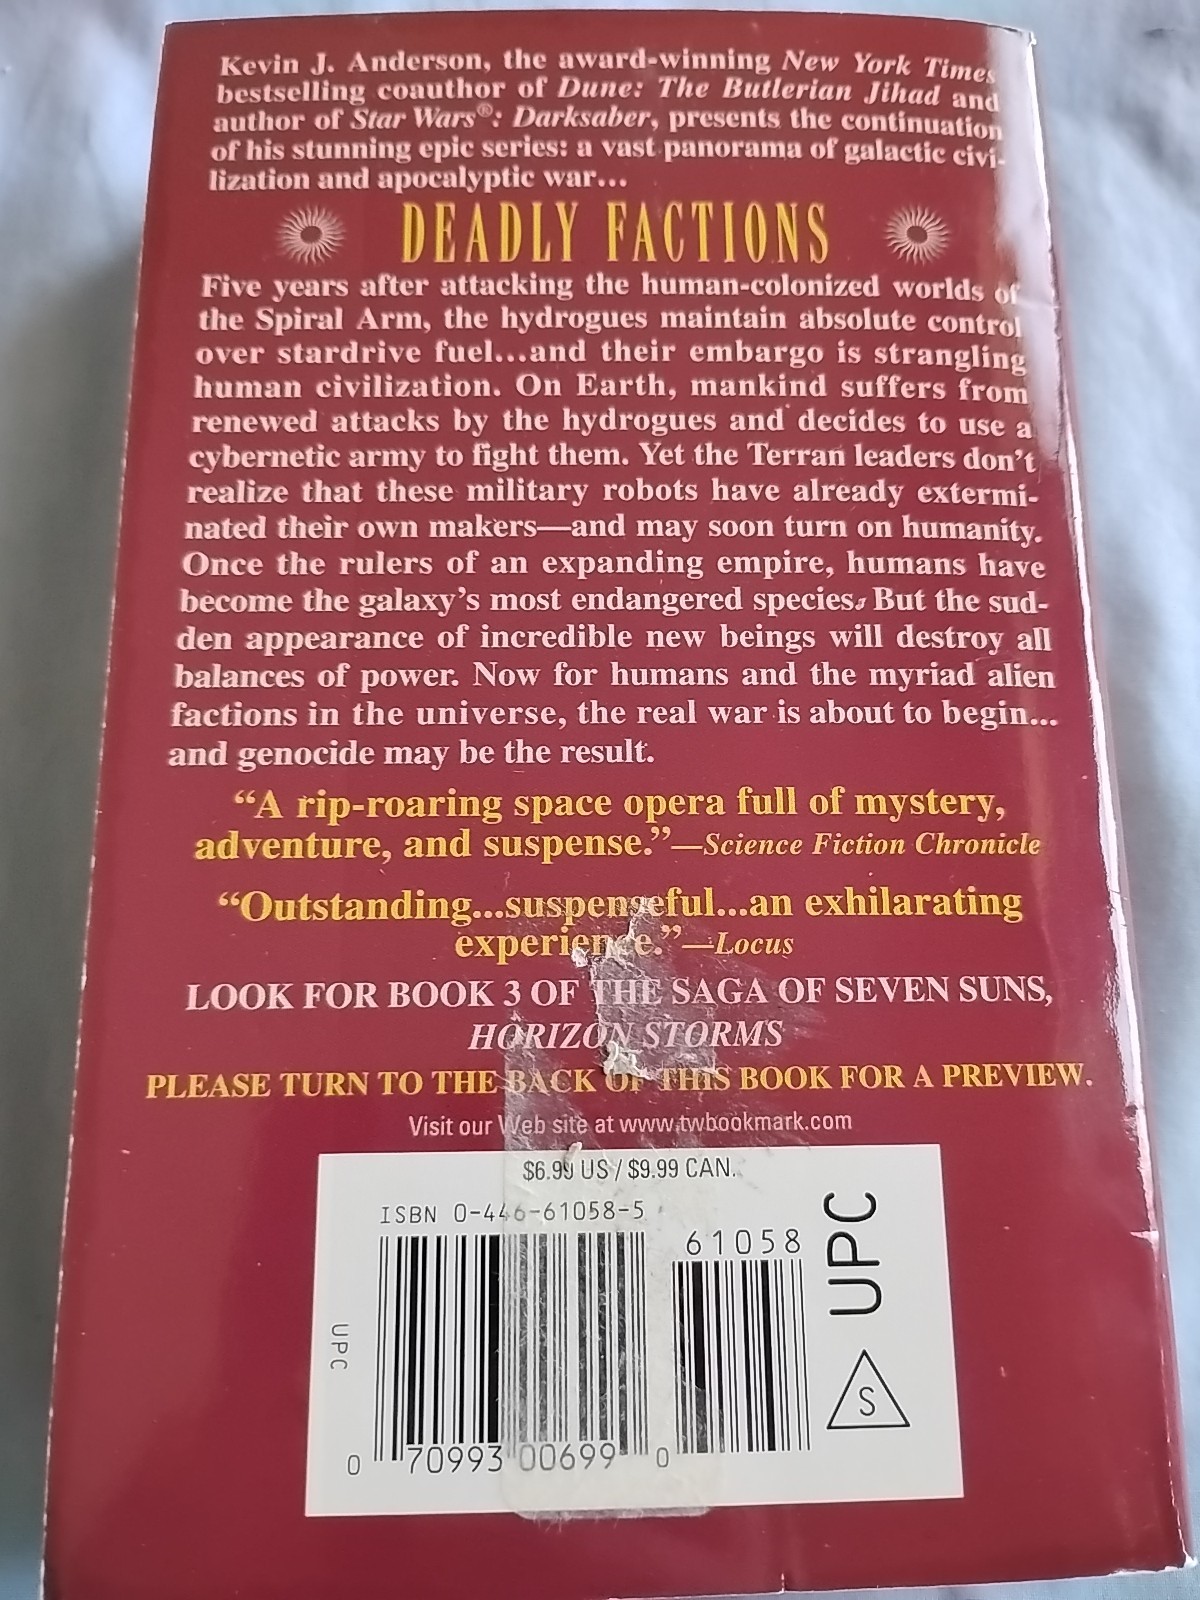 Kevin J. Anderson, the award-winning New York Times
bestselling coauthor of Dune: The Butlerian Jihad and
author of Star Wars®: Darksaber, presents the continuation
of his stunning epic series: a vast panorama of galactic civi-
lization and apocalyptic war...
DEADLY FACTIONS
Five years after attacking the human-colonized worlds of
the Spiral Arm, the hydrogues maintain absolute control
over stardrive fuel...and their embargo is strangling
human civilization. On Earth, mankind suffers from
renewed attacks by the hydrogues and decides to use a
cybernetic army to fight them. Yet the Terran leaders don't
realize that these military robots have already extermi-
nated their own makers—and may soon turn on humanity.
Once the rulers of an expanding empire, humans have
become the galaxy's most endangered species. But the sud-
den appearance of incredible new beings will destroy all
balances of power. Now for humans and the myriad alien
factions in the universe, the real war is about to begin...
and genocide may be the result.
“A rip-roaring space opera full of mystery,
adventure, and suspense.”—Science Fiction Chronicle
“Outstanding...suspenseful...an exhilarating
experience.”—Locus
LOOK FOR BOOK 3 OF THE SAGA OF SEVEN SUNS,
HORIZON STORMS
PLEASE TURN TO THE BACK OF THIS BOOK FOR A PREVIEW.
Visit our Web site at www.twbookmark.com
$6.99 US / $9.99 CAN.
ISBN 0-446-61058-5
61058
UPC
UPC
S
0 70993 00699 0